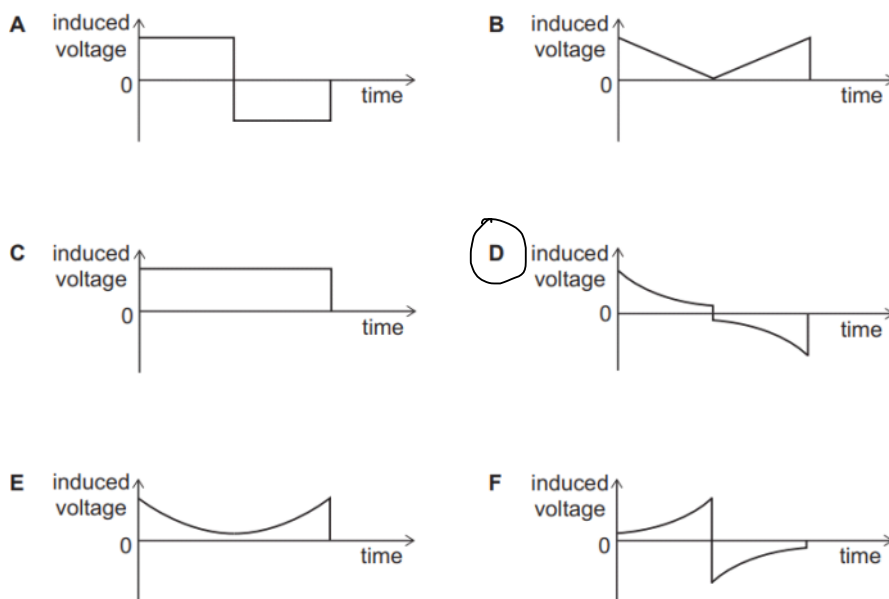 A induced voltage
0
time
B induced voltage
0
time
C induced voltage
0
time
D induced voltage
0
time
E induced voltage
0
time
F induced voltage
0
time